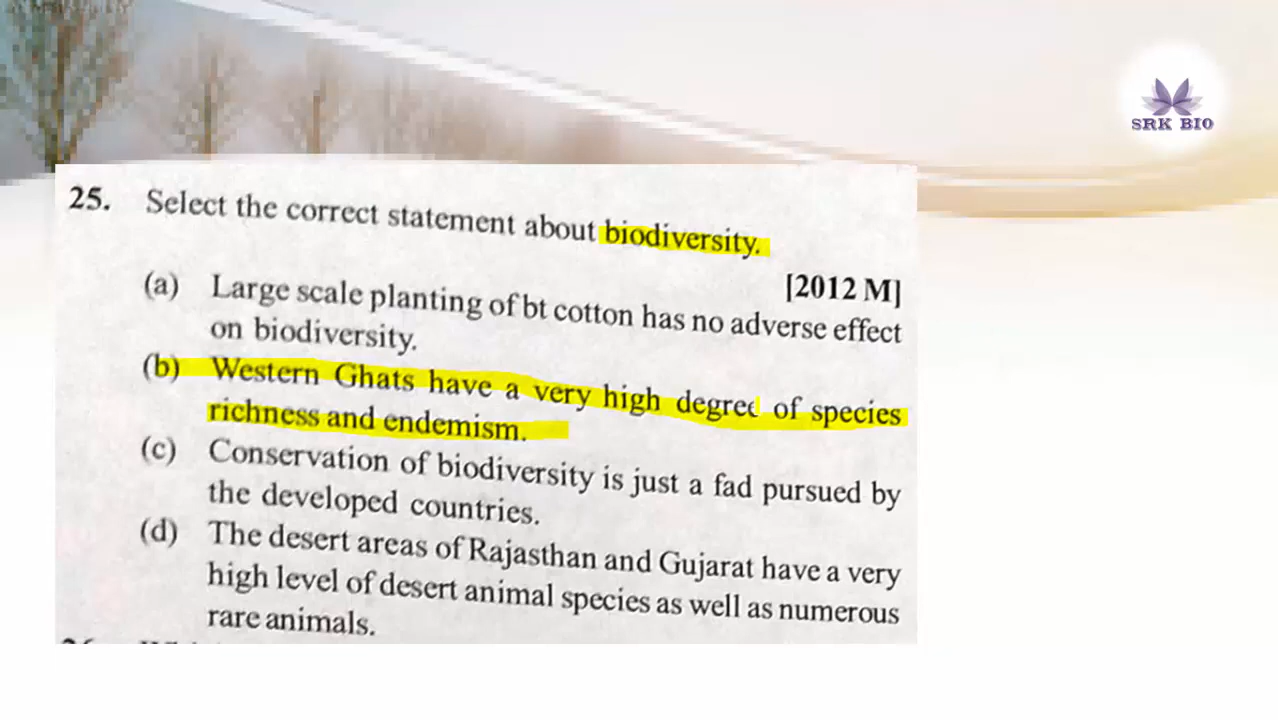 SRK BIO
25. Select the correct statement about biodiversity.
[2012 M]
(a) Large scale planting of bt cotton has no adverse effect
on biodiversity.
(b) Western Ghats have a very high degree of species
richness and endemism.
(c) Conservation of biodiversity is just a fad pursued by
the developed countries.
(d) The desert areas of Rajasthan and Gujarat have a very
high level of desert animal species as well as numerous
rare animals.